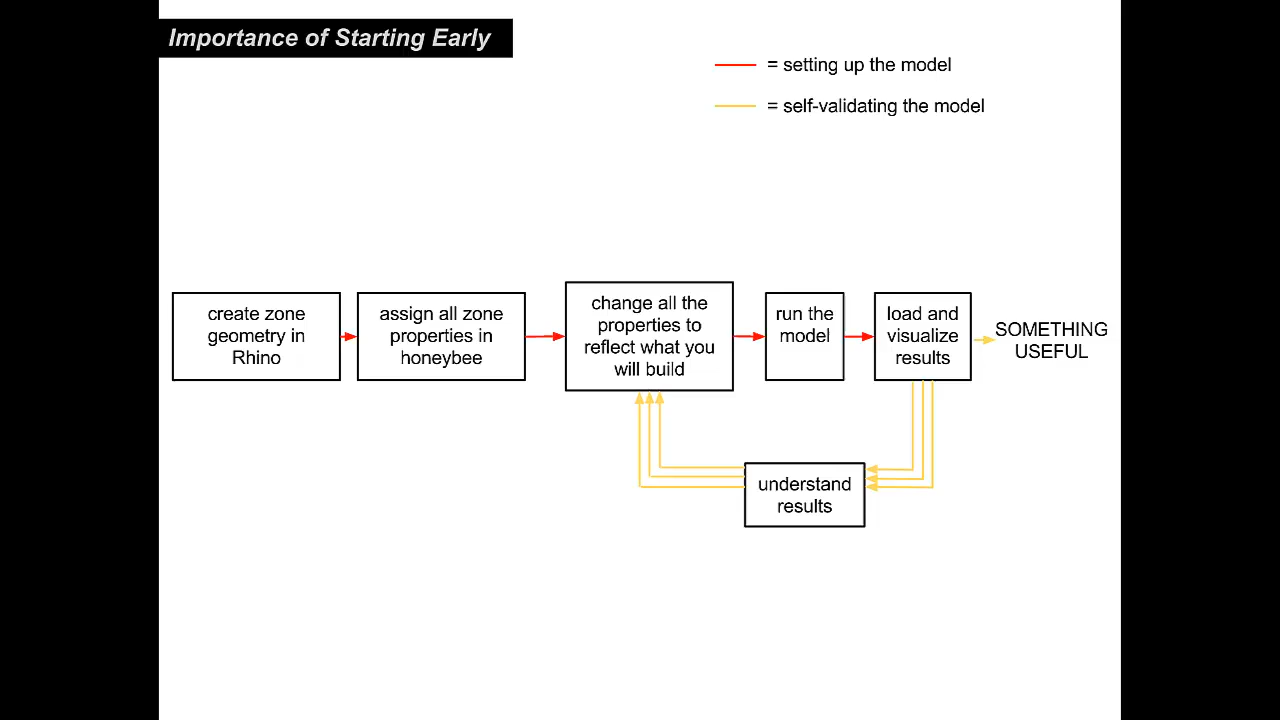 Importance of Starting Early
= setting up the model
= self-validating the model
create zone
geometry in
Rhino
assign all zone
properties in
honeybee
change all the
properties to
reflect what you
will build
run the
model
load and
visualize
results
SOMETHING
USEFUL
understand
results